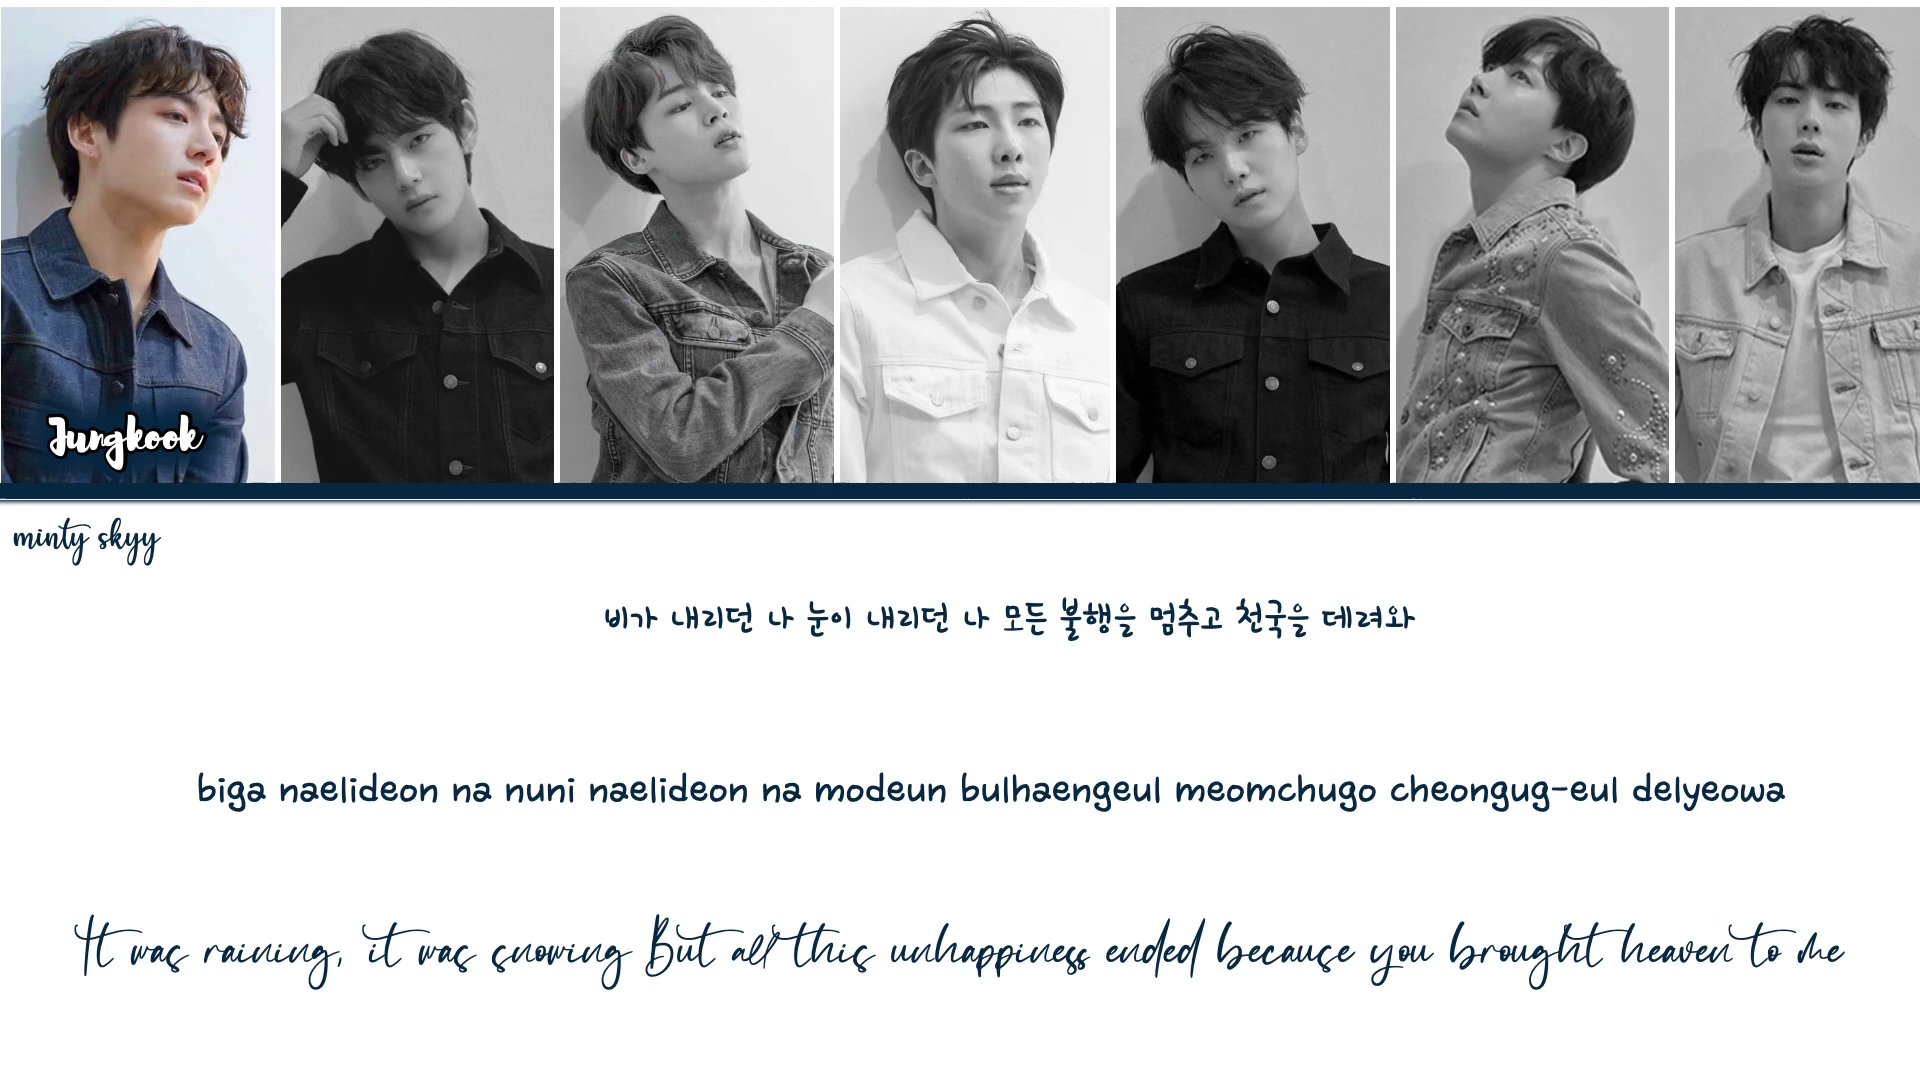 Jungkook
minty skyy
비가 내리던 나 눈이 내리던 나 모든 불행을 멈추고 천국을 데려와
biga naelideon na nuni naelideon na modeun bulhaengeul meomchugo cheongug-eul delyeowa
It was raining, it was snowing But all this unhappiness ended because you brought heaven to me